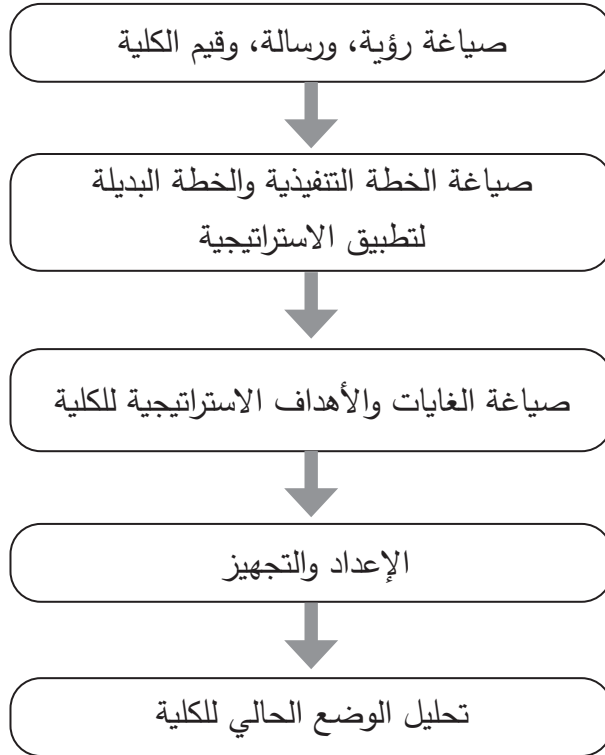 صياغة رؤية، ورسالة، وقيم الكلية
صياغة الخطة التنفيذية والخطة البديلة
لتطبيق الاستراتيجية
صياغة الغايات والأهداف الاستراتيجية للكلية
الإعداد والتجهيز
تحليل الوضع الحالي للكلية